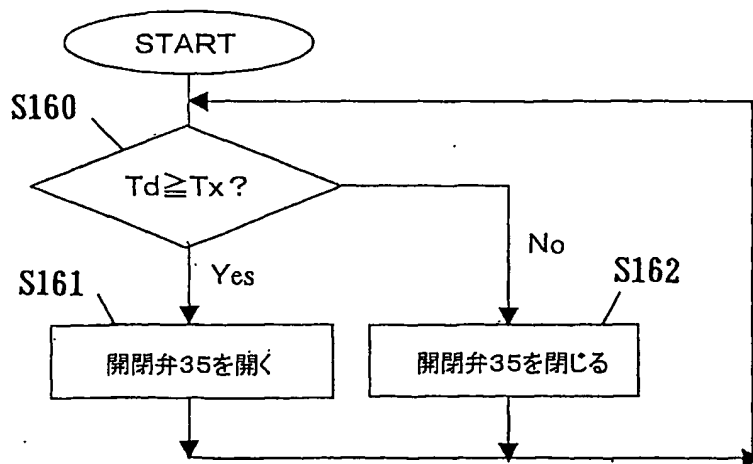 START
S160
Td≧Tx?
Yes
No
S161
S162
開閉弁35を開く
開閉弁35を閉じる